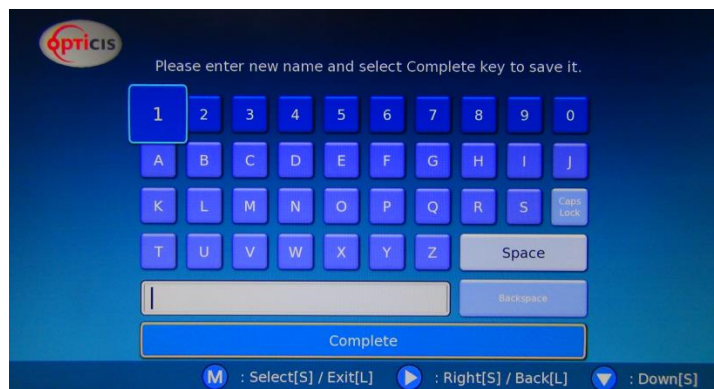 OPTICIS
Please enter new name and select Complete key to save it.
1 2 3 4 5 6 7 8 9 0
A B C D E F G H I J
K L M N O P Q R S Caps Lock
T U V W X Y Z Space
Backspace
Complete
M : Select[S] / Exit[L] : Right[S] / Back[L] : Down[S]